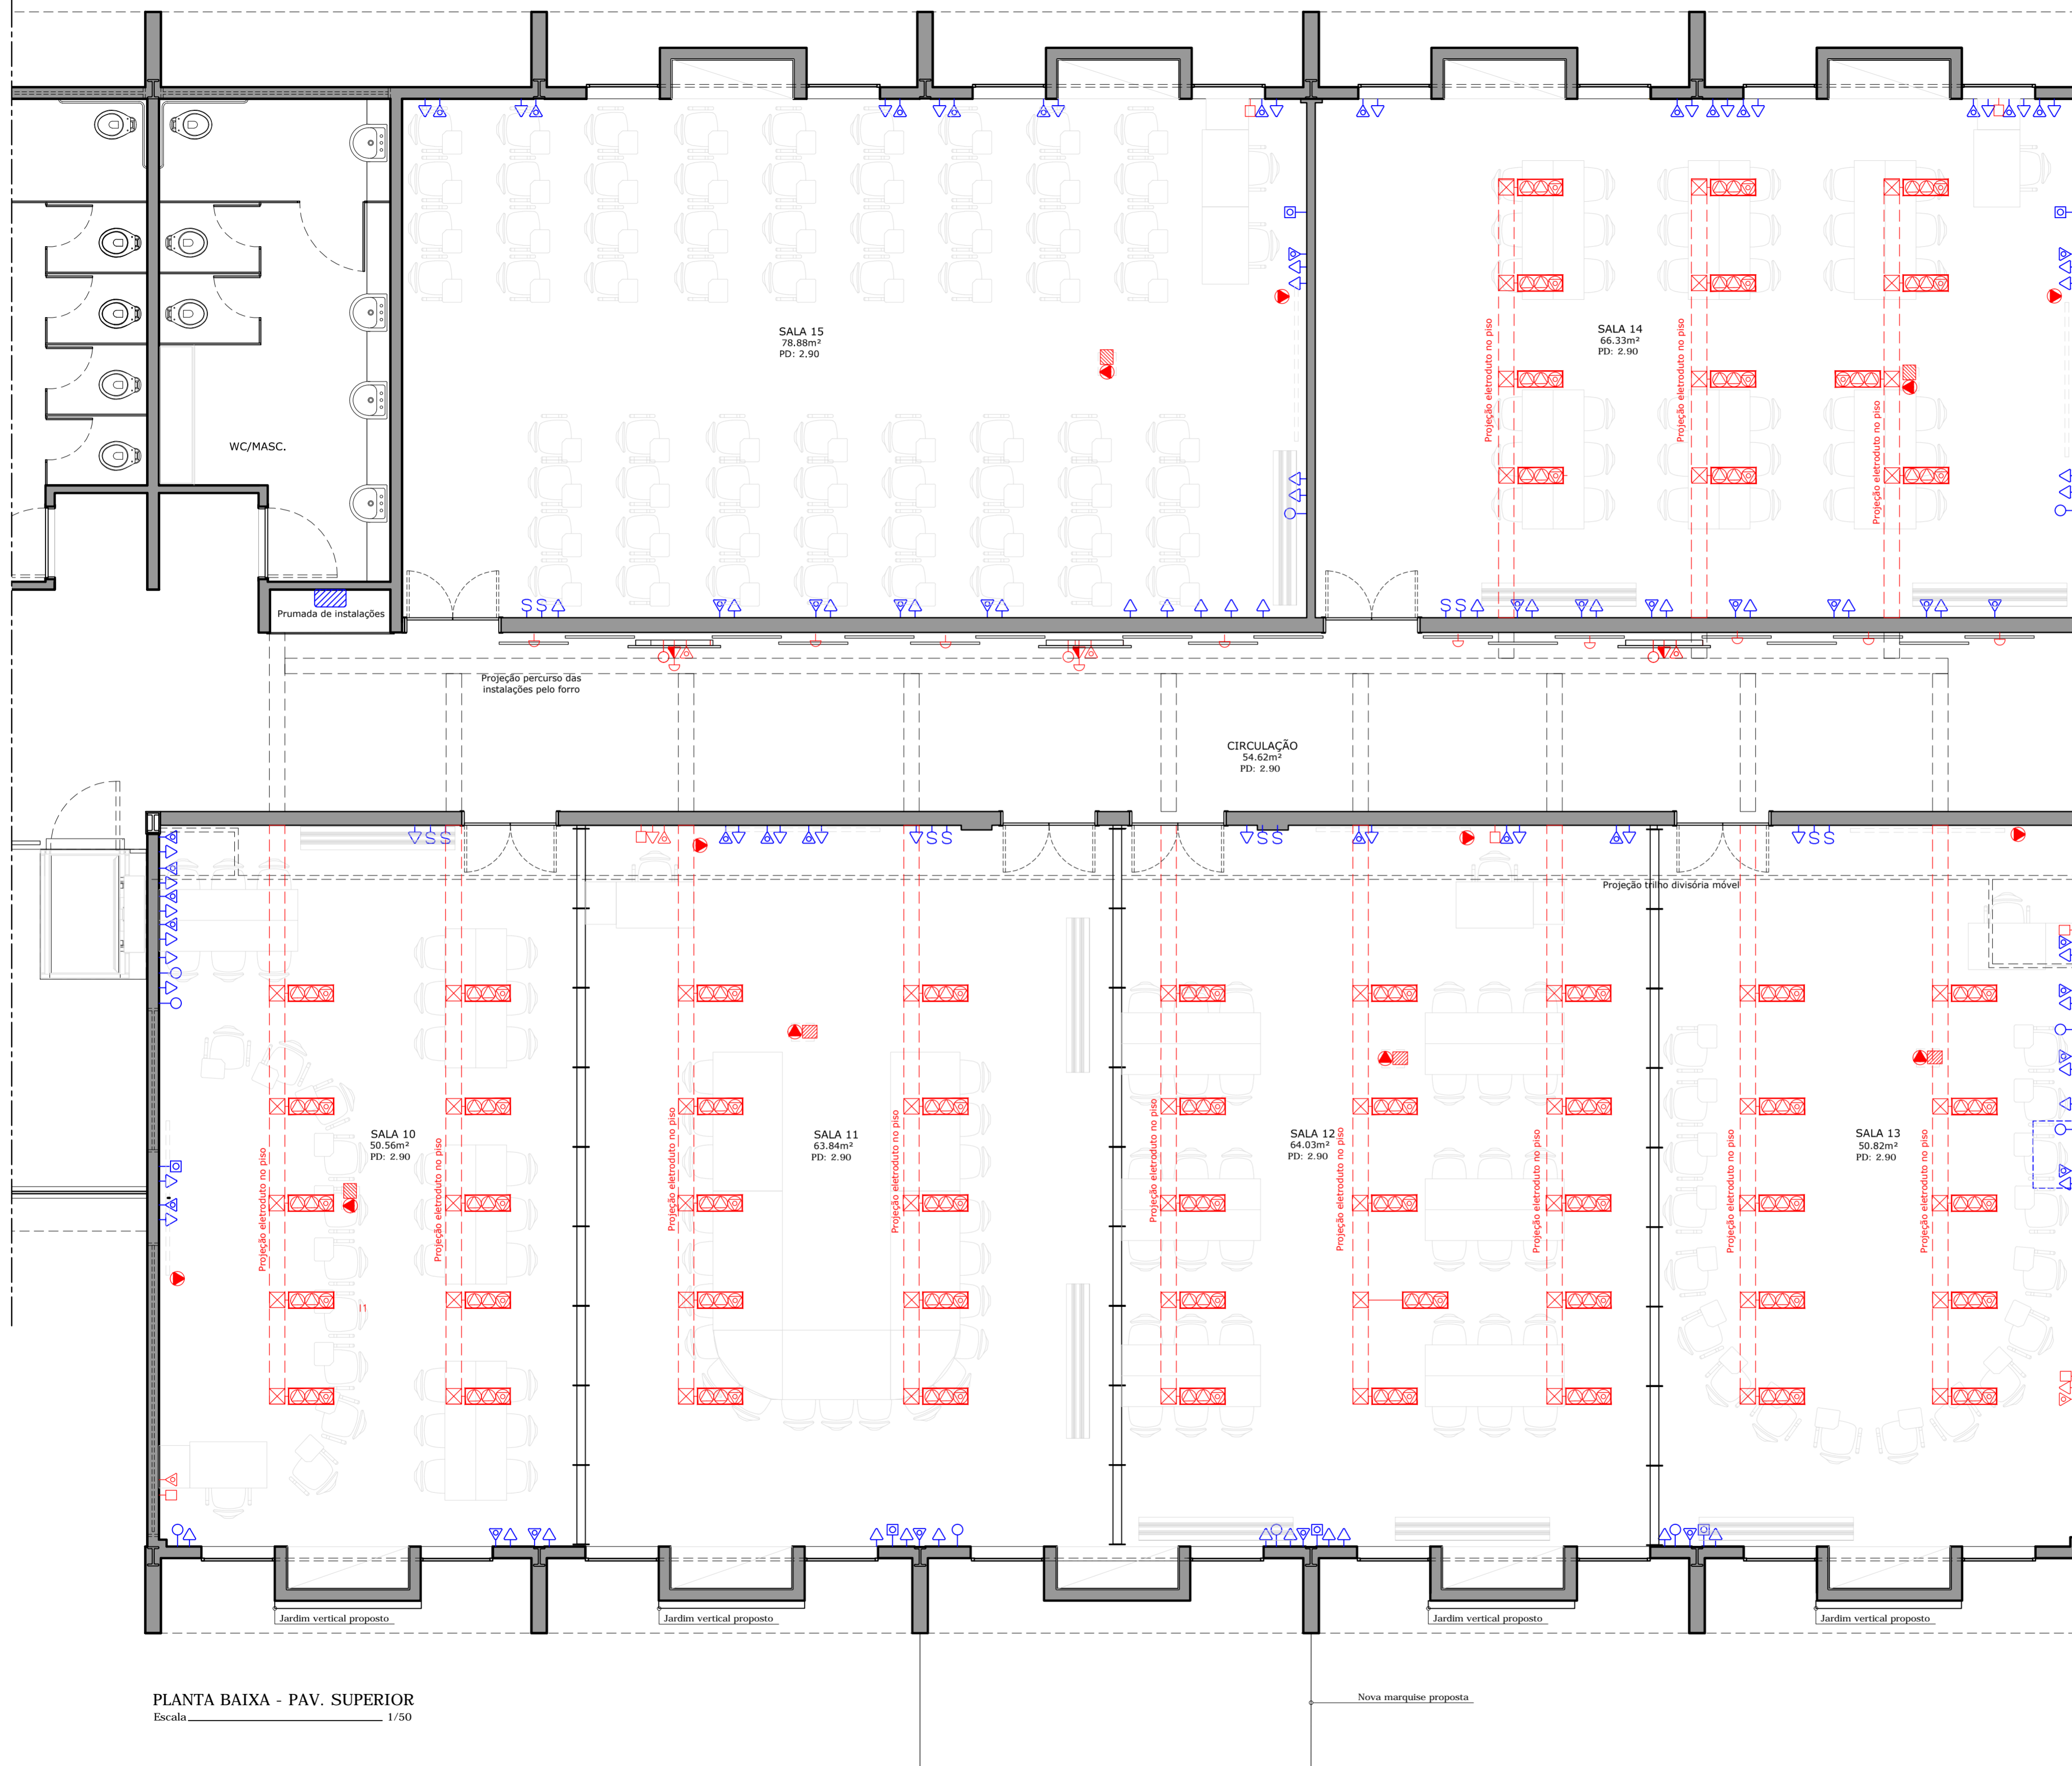 SALA 15
78.88m²
PD: 2.90
SALA 14
66.33m²
PD: 2.90
Projeção eletroduto no piso
Projeção eletroduto no piso
Projeção eletroduto no piso
WC/MASC.
Prumada de instalações
Projeção percurso das
instalações pelo forro
CIRCULAÇÃO
54.62m²
PD: 2.90
Projeção trilho divisória móvel
SALA 10
50.56m²
PD: 2.90
SALA 11
63.84m²
PD: 2.90
SALA 12
64.03m²
PD: 2.90
SALA 13
50.82m²
PD: 2.90
Projeção eletroduto no piso
Projeção eletroduto no piso
Projeção eletroduto no piso
Projeção eletroduto no piso
Projeção eletroduto no piso
Projeção eletroduto no piso
Projeção eletroduto no piso
Projeção eletroduto no piso
Projeção eletroduto no piso
Jardim vertical proposto
Jardim vertical proposto
Jardim vertical proposto
Jardim vertical proposto
PLANTA BAIXA - PAV. SUPERIOR
Escala 1/50
Nova marquise proposta